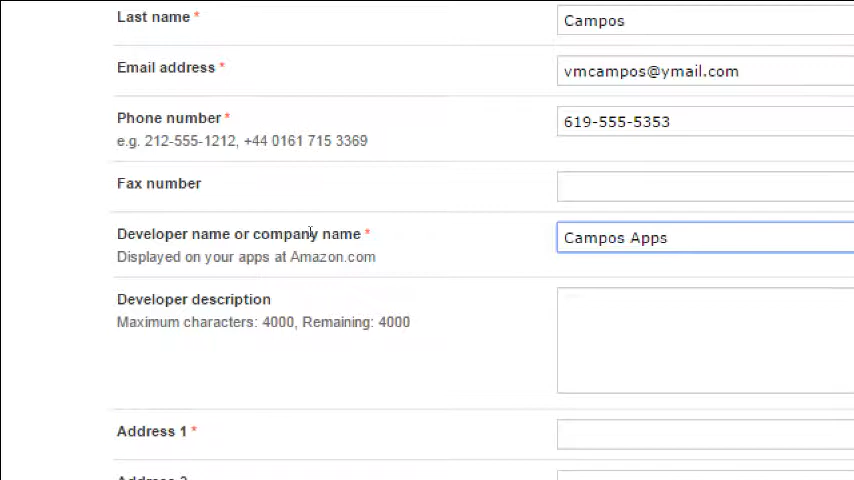 Last name *
Campos
Email address *
vmcampos@ymail.com
Phone number *
e.g. 212-555-1212, +44 0161 715 3369
619-555-5353
Fax number
Developer name or company name *
Displayed on your apps at Amazon.com
Campos Apps
Developer description
Maximum characters: 4000, Remaining: 4000
Address 1 *
Address 2